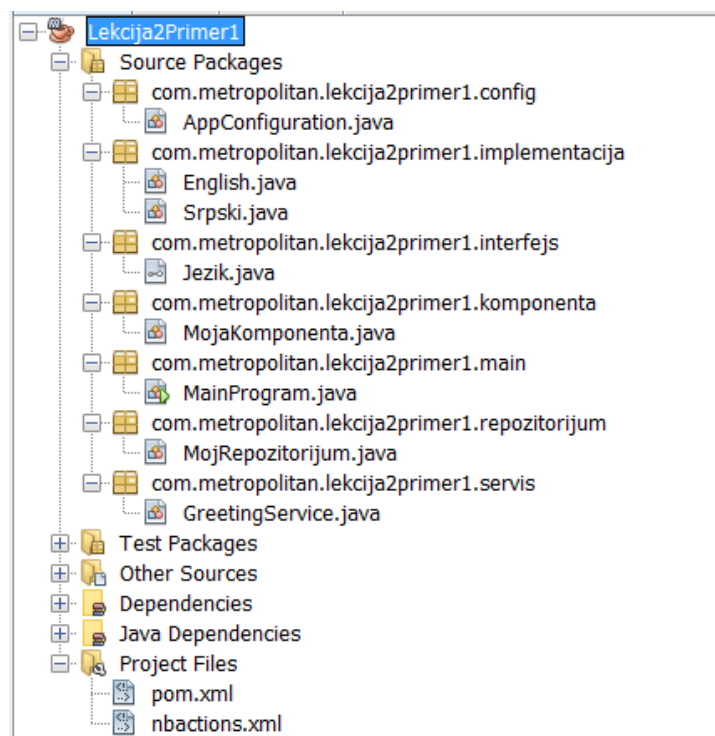 Lekcija2Primer1
Source Packages
com.metropolitan.lekcija2primer1.config
AppConfiguration.java
com.metropolitan.lekcija2primer1.implementacija
English.java
Srpski.java
com.metropolitan.lekcija2primer1.interfejs
Jezik.java
com.metropolitan.lekcija2primer1.komponenta
MojaKomponenta.java
com.metropolitan.lekcija2primer1.main
MainProgram.java
com.metropolitan.lekcija2primer1.repozitorijum
MojRepozitorijum.java
com.metropolitan.lekcija2primer1.servis
GreetingService.java
Test Packages
Other Sources
Dependencies
Java Dependencies
Project Files
pom.xml
nbactions.xml